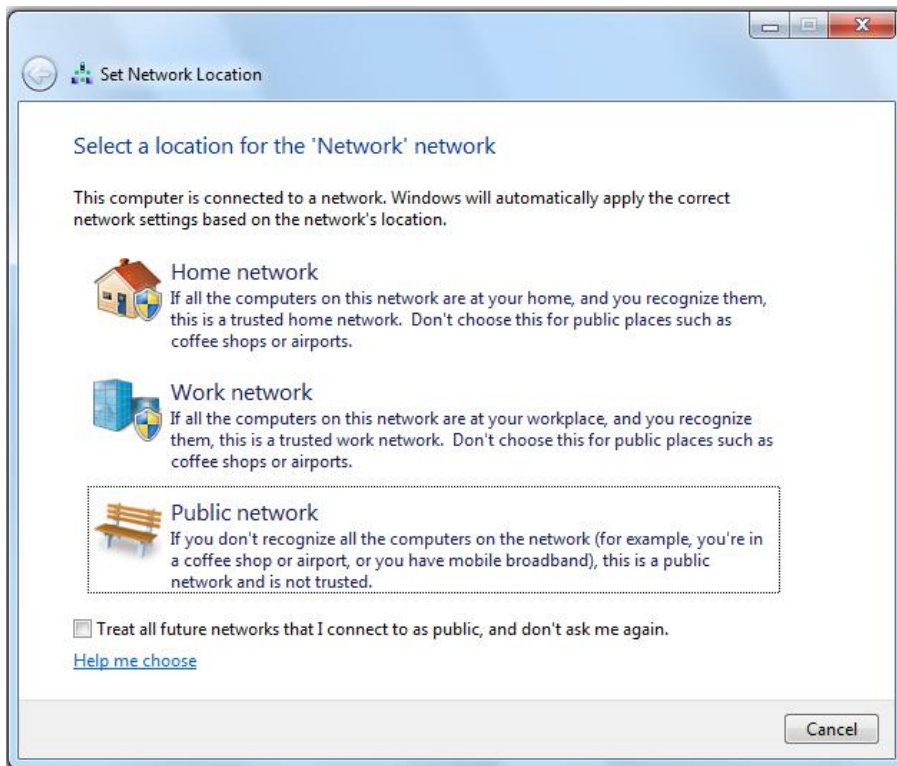 Set Network Location
Select a location for the 'Network' network
This computer is connected to a network. Windows will automatically apply the correct
network settings based on the network's location.
Home network
If all the computers on this network are at your home, and you recognize them,
this is a trusted home network.  Don't choose this for public places such as
coffee shops or airports.
Work network
If all the computers on this network are at your workplace, and you recognize
them, this is a trusted work network.  Don't choose this for public places such as
coffee shops or airports.
Public network
If you don't recognize all the computers on the network (for example, you're in
a coffee shop or airport, or you have mobile broadband), this is a public
network and is not trusted.
Treat all future networks that I connect to as public, and don't ask me again.
Help me choose
Cancel